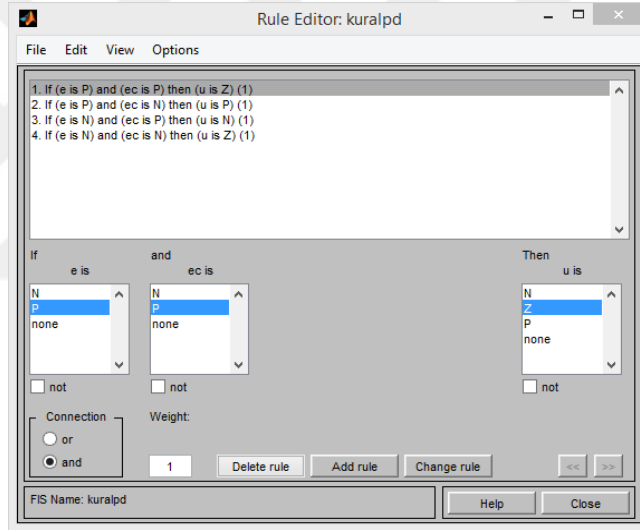 Rule Editor: kuralpd
File Edit View Options
1. If (e is P) and (ec is P) then (u is Z) (1)
2. If (e is P) and (ec is N) then (u is P) (1)
3. If (e is N) and (ec is P) then (u is N) (1)
4. If (e is N) and (ec is N) then (u is Z) (1)
If and Then
e is ec is u is
N N N
P P Z
none none P
none
not not not
Connection Weight:
or
and 1 Delete rule Add rule Change rule << >>
FIS Name: kuralpd Help Close